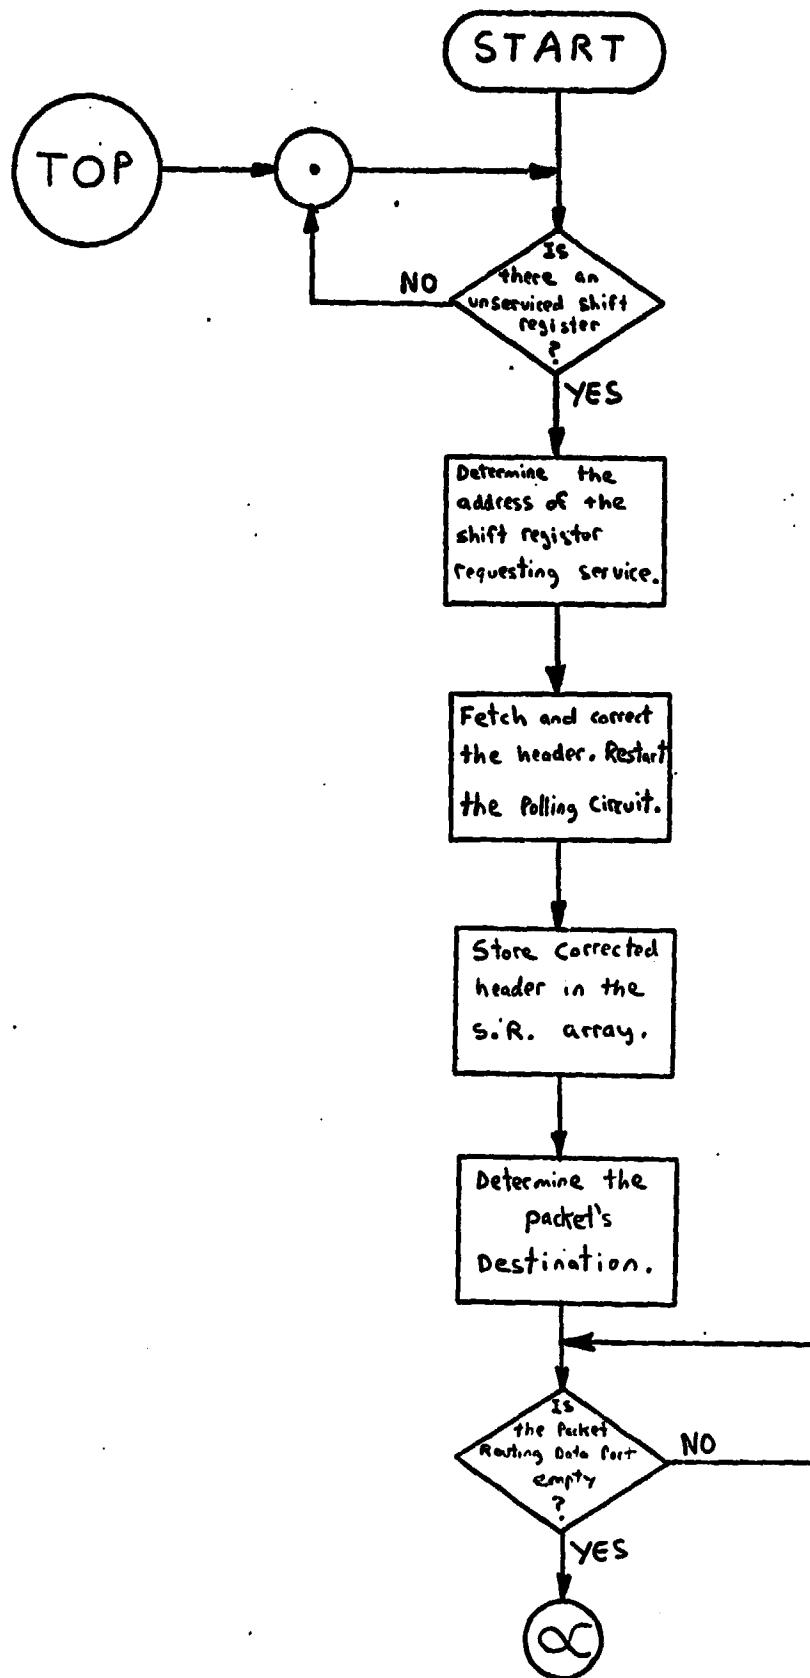 START
TOP
Is
there an
unserviced shift
register
?
NO
YES
Determine the
address of the
shift registor
requesting service.
Fetch and correct
the header. Restart
the Polling Circuit.
Store Corrected
header in the
S.R. array.
Determine the
packet's
Destination.
Is
the Packet
Routing Data Port
empty
?
NO
YES
∝